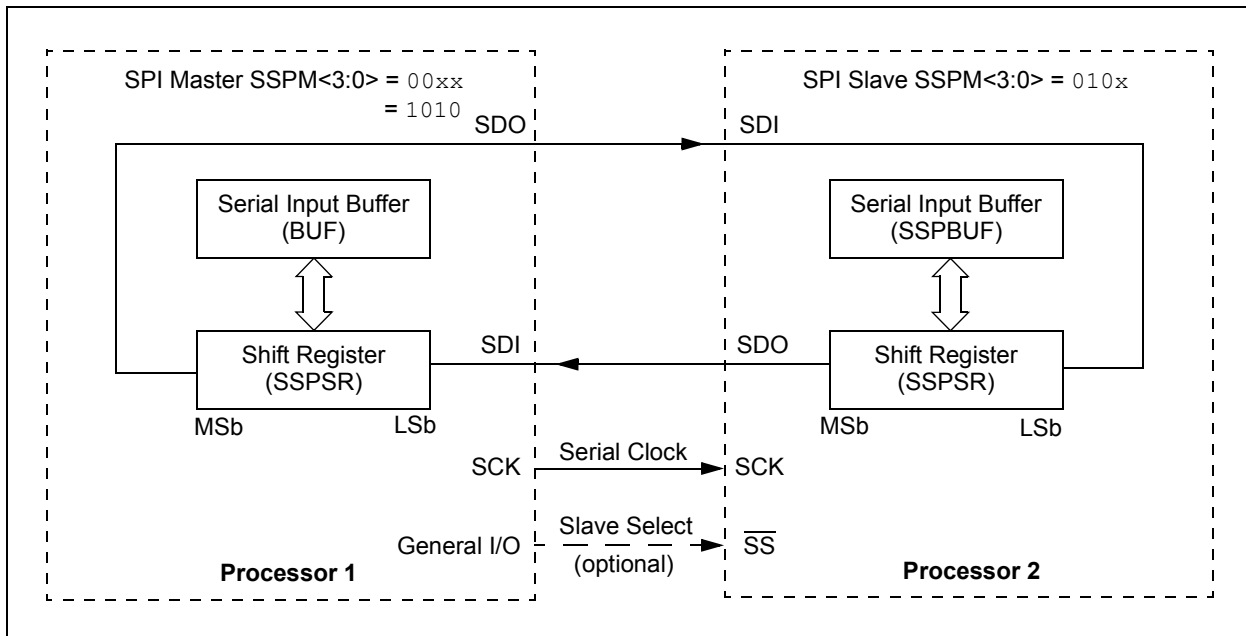 SPI Master SSPM<3:0> = 00xx
= 1010
SDO
Serial Input Buffer
(BUF)
SDI
Shift Register
(SSPSR)
MSb
LSb
SCK
General I/O
Processor 1
Serial Clock
Slave Select
(optional)
SPI Slave SSPM<3:0> = 010x
SDI
Serial Input Buffer
(SSPBUF)
SDO
Shift Register
(SSPSR)
MSb
LSb
SCK
S̅S̅
Processor 2